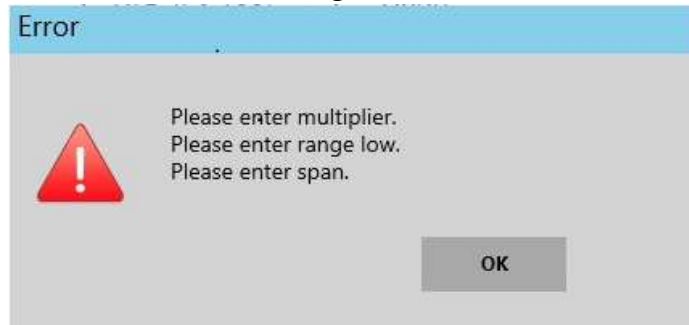 Error
Please enter multiplier.
Please enter range low.
Please enter span.
OK